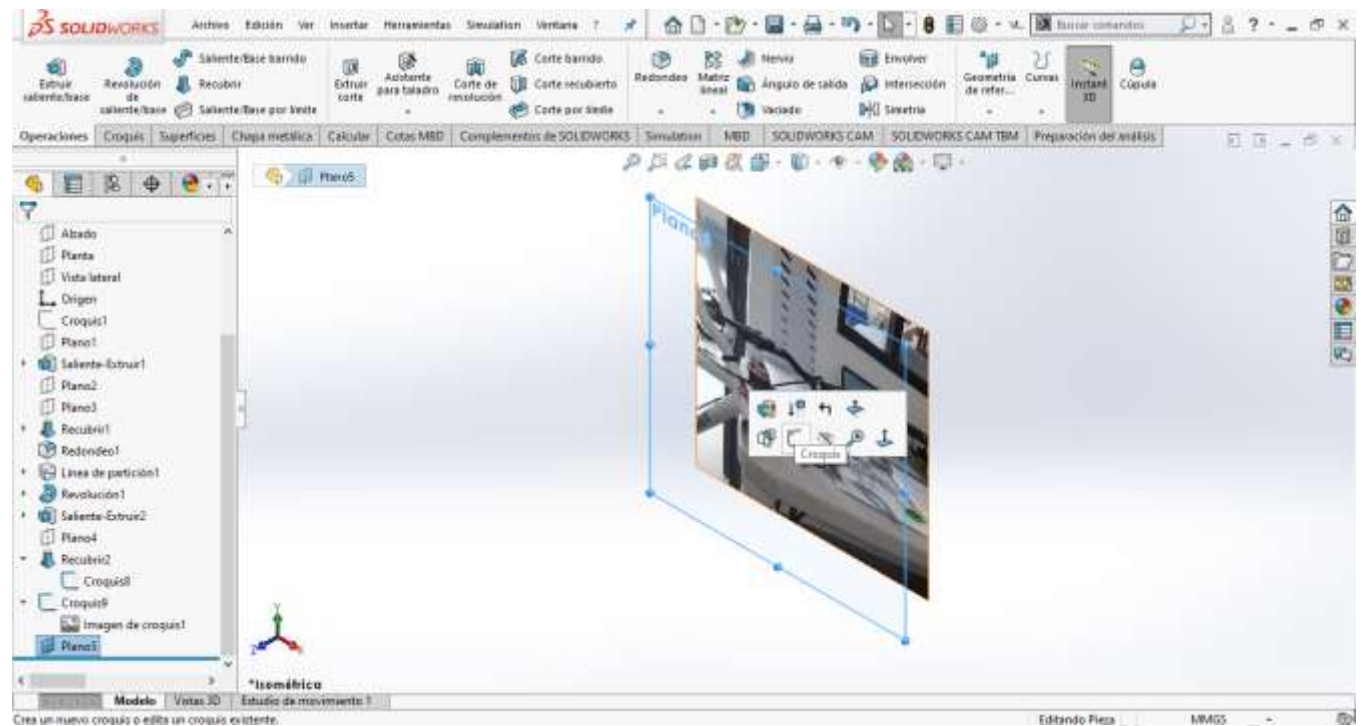 SOLIDWORKS
Archivo Edición Ver Insertar Herramientas Simulation Ventana ?
Buscar comandos
Extruir saliente/base
Revolución de saliente/base
Saliente/Base barrido
Recubrir
Saliente/Base por límite
Extruir corte
Asistente para taladro
Corte de revolución
Corte barrido
Corte recubierto
Corte por límite
Redondeo
Matriz lineal
Nervio
Ángulo de salida
Vaciado
Envolver
Intersección
Simetría
Geometría de refer...
Curvas
Instant 3D
Cúpula
Operaciones Croquis Superficies Chapa metálica Calcular Cotas MBD Complementos de SOLIDWORKS Simulation MBD SOLIDWORKS CAM SOLIDWORKS CAM TBM Preparación del análisis
Plano5
Alzado
Planta
Vista lateral
Origen
Croquis1
Plano1
Saliente-Extruir1
Plano2
Plano3
Recubrir1
Redondeo1
Línea de partición1
Revolución1
Saliente-Extruir2
Plano4
Recubrir2
Croquis8
Croquis9
Imagen de croquis1
Plano5
Croquis
Y
Z
*Isométrica
Modelo Vistas 3D Estudio de movimiento 1
Crea un nuevo croquis o edita un croquis existente.
Editando Pieza
MMGS